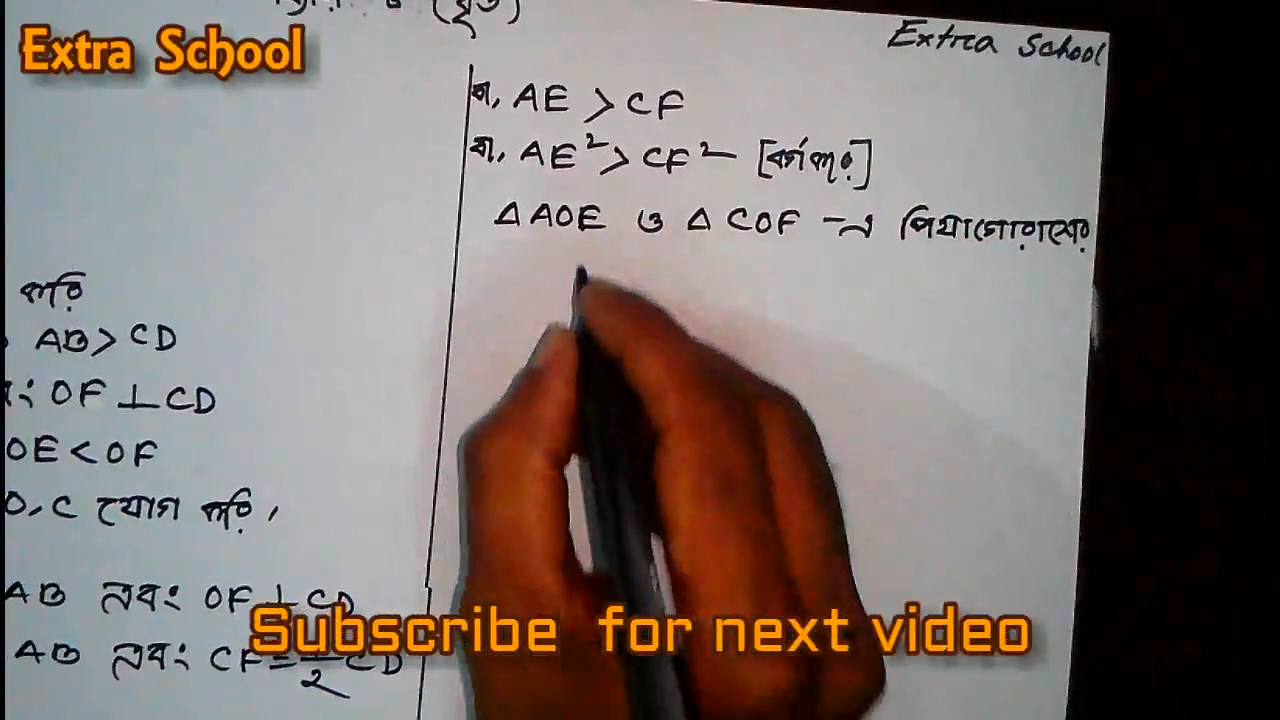 (বৃত্ত)
Extra School
Extra School
বা, AE > CF
বা, AE² > CF² [বর্গ করে]
Δ AOE ও Δ COF -এ পিথাগোরাসের
করি
AB > CD
OF ⊥ CD
OE < OF
O, C যোগ করি,
AB এবং OF ⊥ CD
AB এবং CF = 1/2 CD
Subscribe for next video